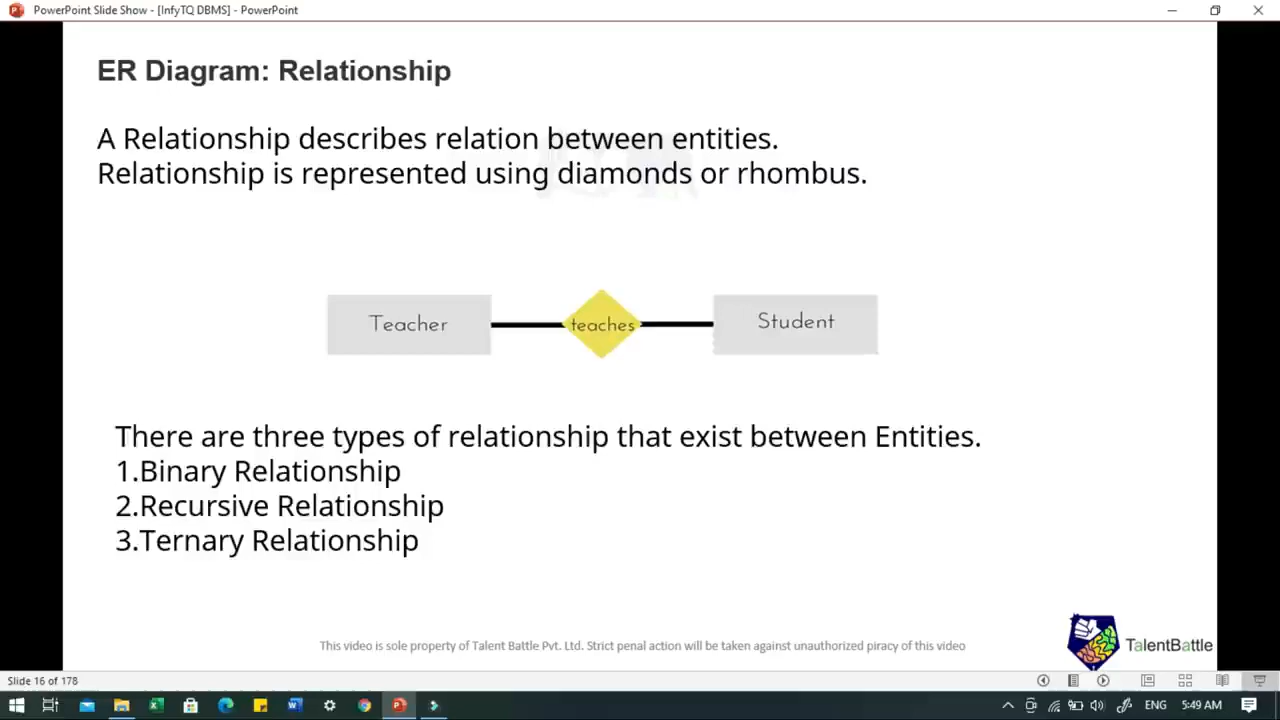 PowerPoint Slide Show - [InfyTQ DBMS] - PowerPoint
ER Diagram: Relationship
A Relationship describes relation between entities.
Relationship is represented using diamonds or rhombus.
Teacher teaches Student
There are three types of relationship that exist between Entities.
1.Binary Relationship
2.Recursive Relationship
3.Ternary Relationship
This video is sole property of Talent Battle Pvt. Ltd. Strict penal action will be taken against unauthorized piracy of this video
TalentBattle
Slide 16 of 178
ENG 5:49 AM